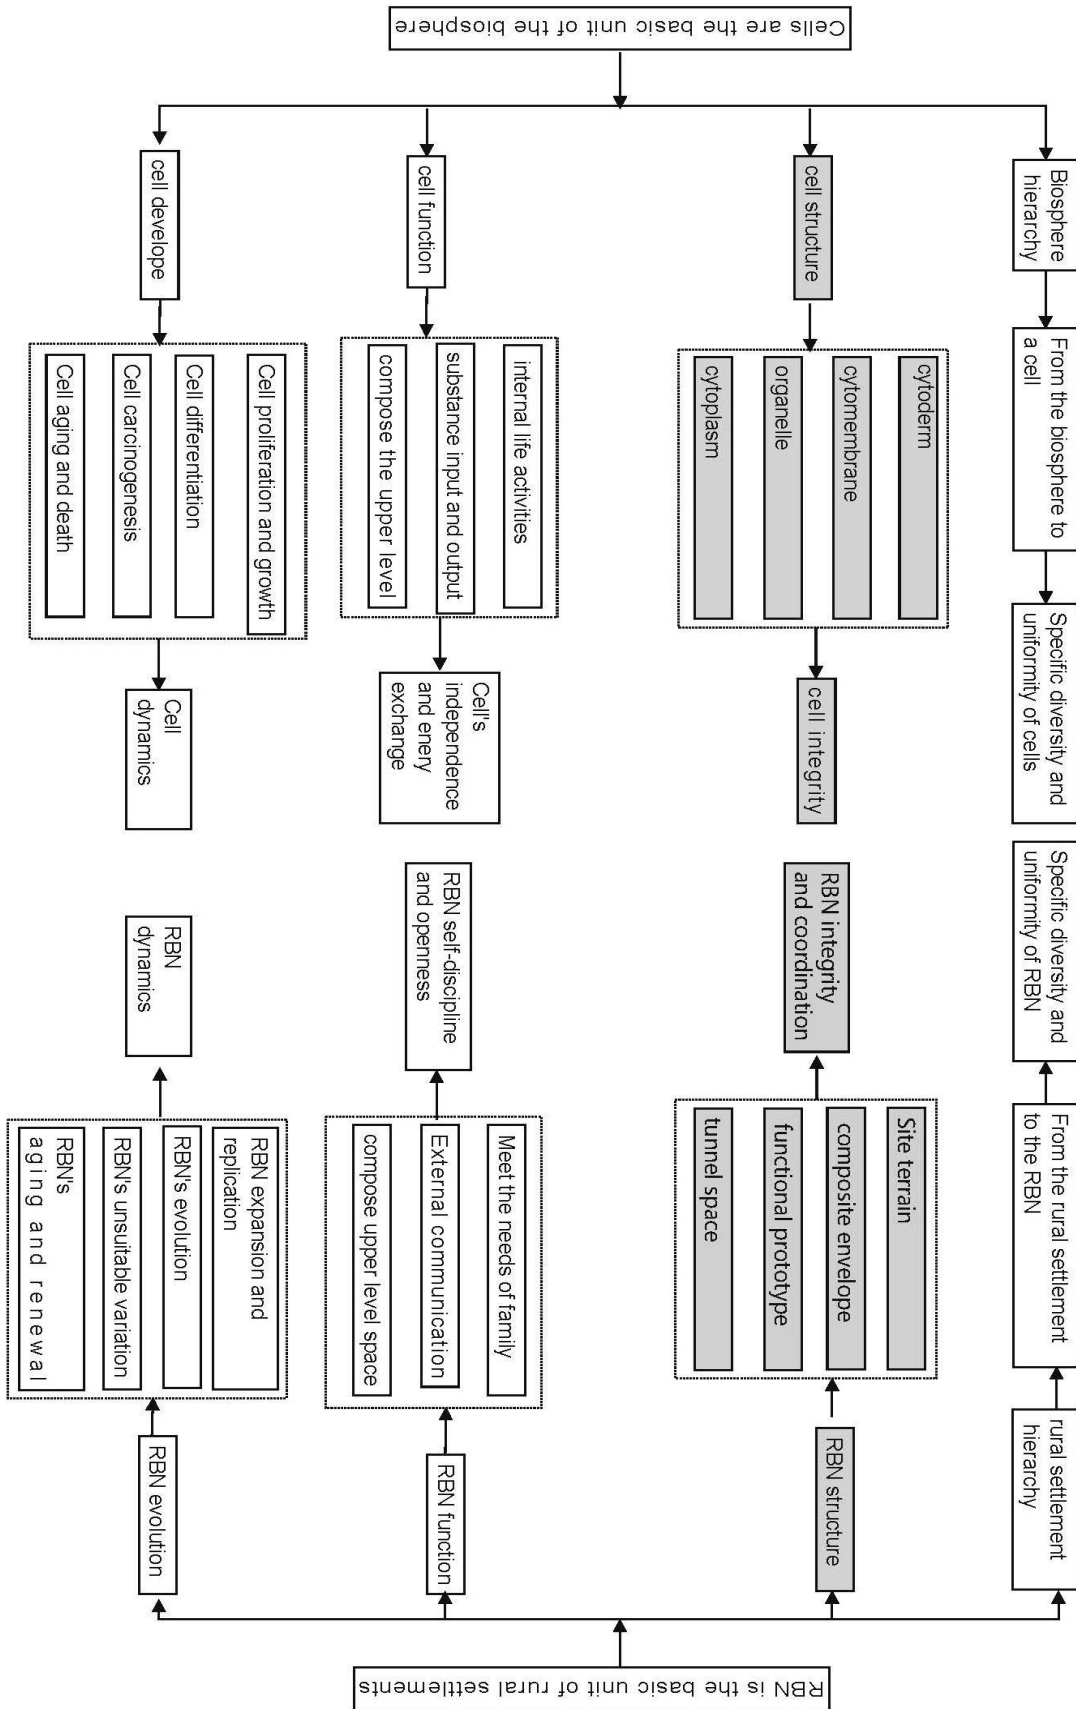 Cells are the basic unit of the biosphere
Biosphere
hierarchy
From the biosphere to
a cell
Specific diversity and
uniformity of cells
Specific diversity and
uniformity of RBN
From the rural settlement
to the RBN
rural settlement
hierarchy
cell structure
cytoderm
cytomembrane
organelle
cytoplasm
cell integrity
RBN integrity
and coordination
Site terrain
composite envelope
functional prototype
tunnel space
RBN structure
cell function
internal life activities
substance input and output
compose the upper level
Cell's
independence
and enery
exchange
RBN self-discipline
and openness
Meet the needs of family
External communication
compose upper level space
RBN function
cell develope
Cell proliferation and growth
Cell differentiation
Cell carcinogenesis
Cell aging and death
Cell
dynamics
RBN
dynamics
RBN expansion and
replication
RBN's evolution
RBN's unsuitable variation
RBN's
aging and renewal
RBN evolution
RBN is the basic unit of rural settlements